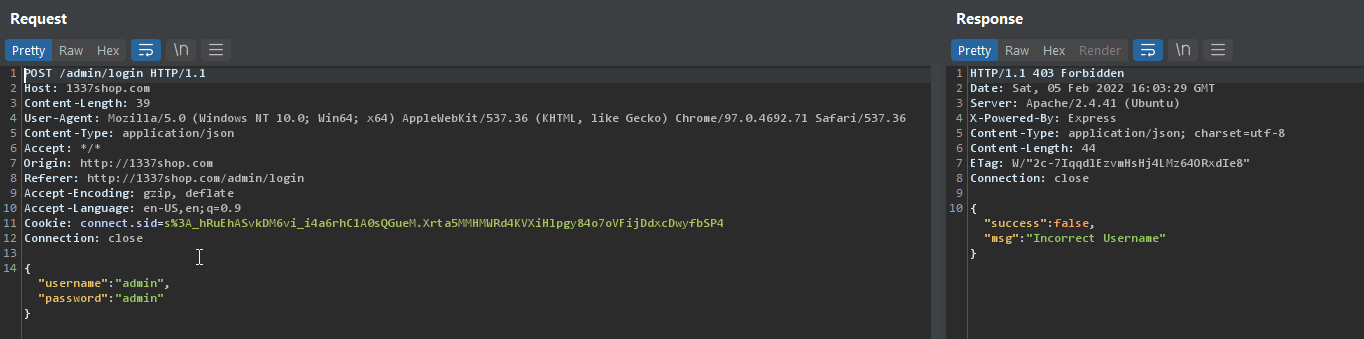 Request
Pretty Raw Hex \n
1 POST /admin/login HTTP/1.1
2 Host: 1337shop.com
3 Content-Length: 39
4 User-Agent: Mozilla/5.0 (Windows NT 10.0; Win64; x64) AppleWebKit/537.36 (KHTML, like Gecko) Chrome/97.0.4692.71 Safari/537.36
5 Content-Type: application/json
6 Accept: */*
7 Origin: http://1337shop.com
8 Referer: http://1337shop.com/admin/login
9 Accept-Encoding: gzip, deflate
10 Accept-Language: en-US,en;q=0.9
11 Cookie: connect.sid=s%3A_hRuEhASvkDM6vi_i4a6rhC1A0sQGueM.Xrta5MMHMWRd4KVXiHlpgy84o7oVFijDdxcDwyfbSP4
12 Connection: close
13
14 {
"username":"admin",
"password":"admin"
}
Response
Pretty Raw Hex Render \n
1 HTTP/1.1 403 Forbidden
2 Date: Sat, 05 Feb 2022 16:03:29 GMT
3 Server: Apache/2.4.41 (Ubuntu)
4 X-Powered-By: Express
5 Content-Type: application/json; charset=utf-8
6 Content-Length: 44
7 ETag: W/"2c-7IqqdlEzvmHsHj4LMz64ORxdIe8"
8 Connection: close
9
10 {
"success":false,
"msg":"Incorrect Username"
}